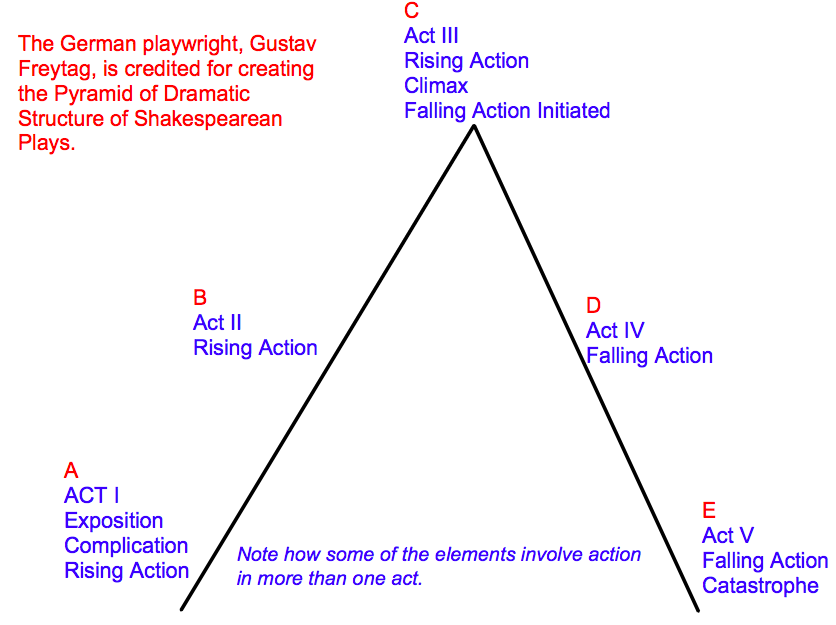 The German playwright, Gustav
Freytag, is credited for creating
the Pyramid of Dramatic
Structure of Shakespearean
Plays.
C
Act III
Rising Action
Climax
Falling Action Initiated
B
Act II
Rising Action
D
Act IV
Falling Action
A
ACT I
Exposition
Complication
Rising Action
E
Act V
Falling Action
Catastrophe
Note how some of the elements involve action
in more than one act.